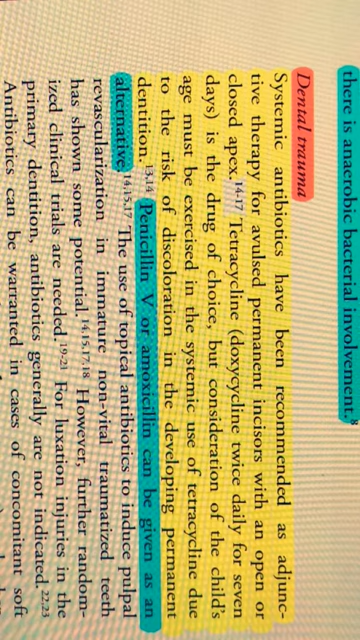 there is anaerobic bacterial involvement.⁸
Dental trauma
Systemic antibiotics have been recommended as adjunc-
tive therapy for avulsed permanent incisors with an open or
closed apex.¹⁴⁻¹⁷ Tetracycline (doxycycline twice daily for seven
days) is the drug of choice, but consideration of the child's
age must be exercised in the systemic use of tetracycline due
to the risk of discoloration in the developing permanent
dentition.¹³,¹⁴ Penicillin V or amoxicillin can be given as an
alternative.¹⁴,¹⁵,¹⁷ The use of topical antibiotics to induce pulpal
revascularization in immature non-vital traumatized teeth
has shown some potential.¹⁴,¹⁵,¹⁷,¹⁸ However, further random-
ized clinical trials are needed.¹⁹⁻²¹ For luxation injuries in the
primary dentition, antibiotics generally are not indicated.²²,²³
Antibiotics can be warranted in cases of concomitant soft